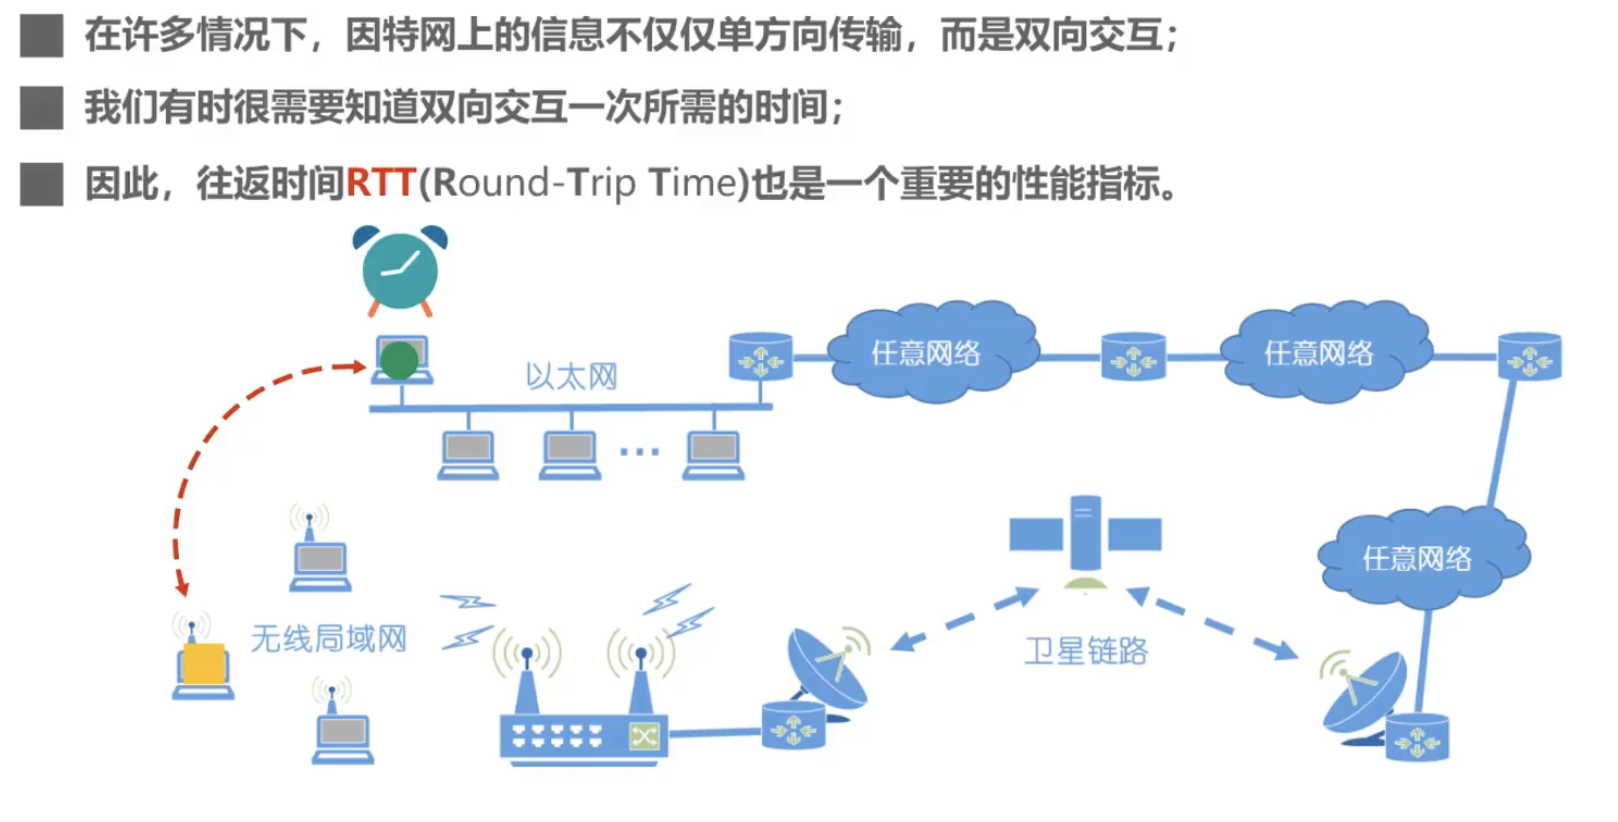 在许多情况下，因特网上的信息不仅仅单方向传输，而是双向交互；
我们有时很需要知道双向交互一次所需的时间；
因此，往返时间RTT(Round-Trip Time)也是一个重要的性能指标。
以太网
任意网络
任意网络
任意网络
无线局域网
卫星链路